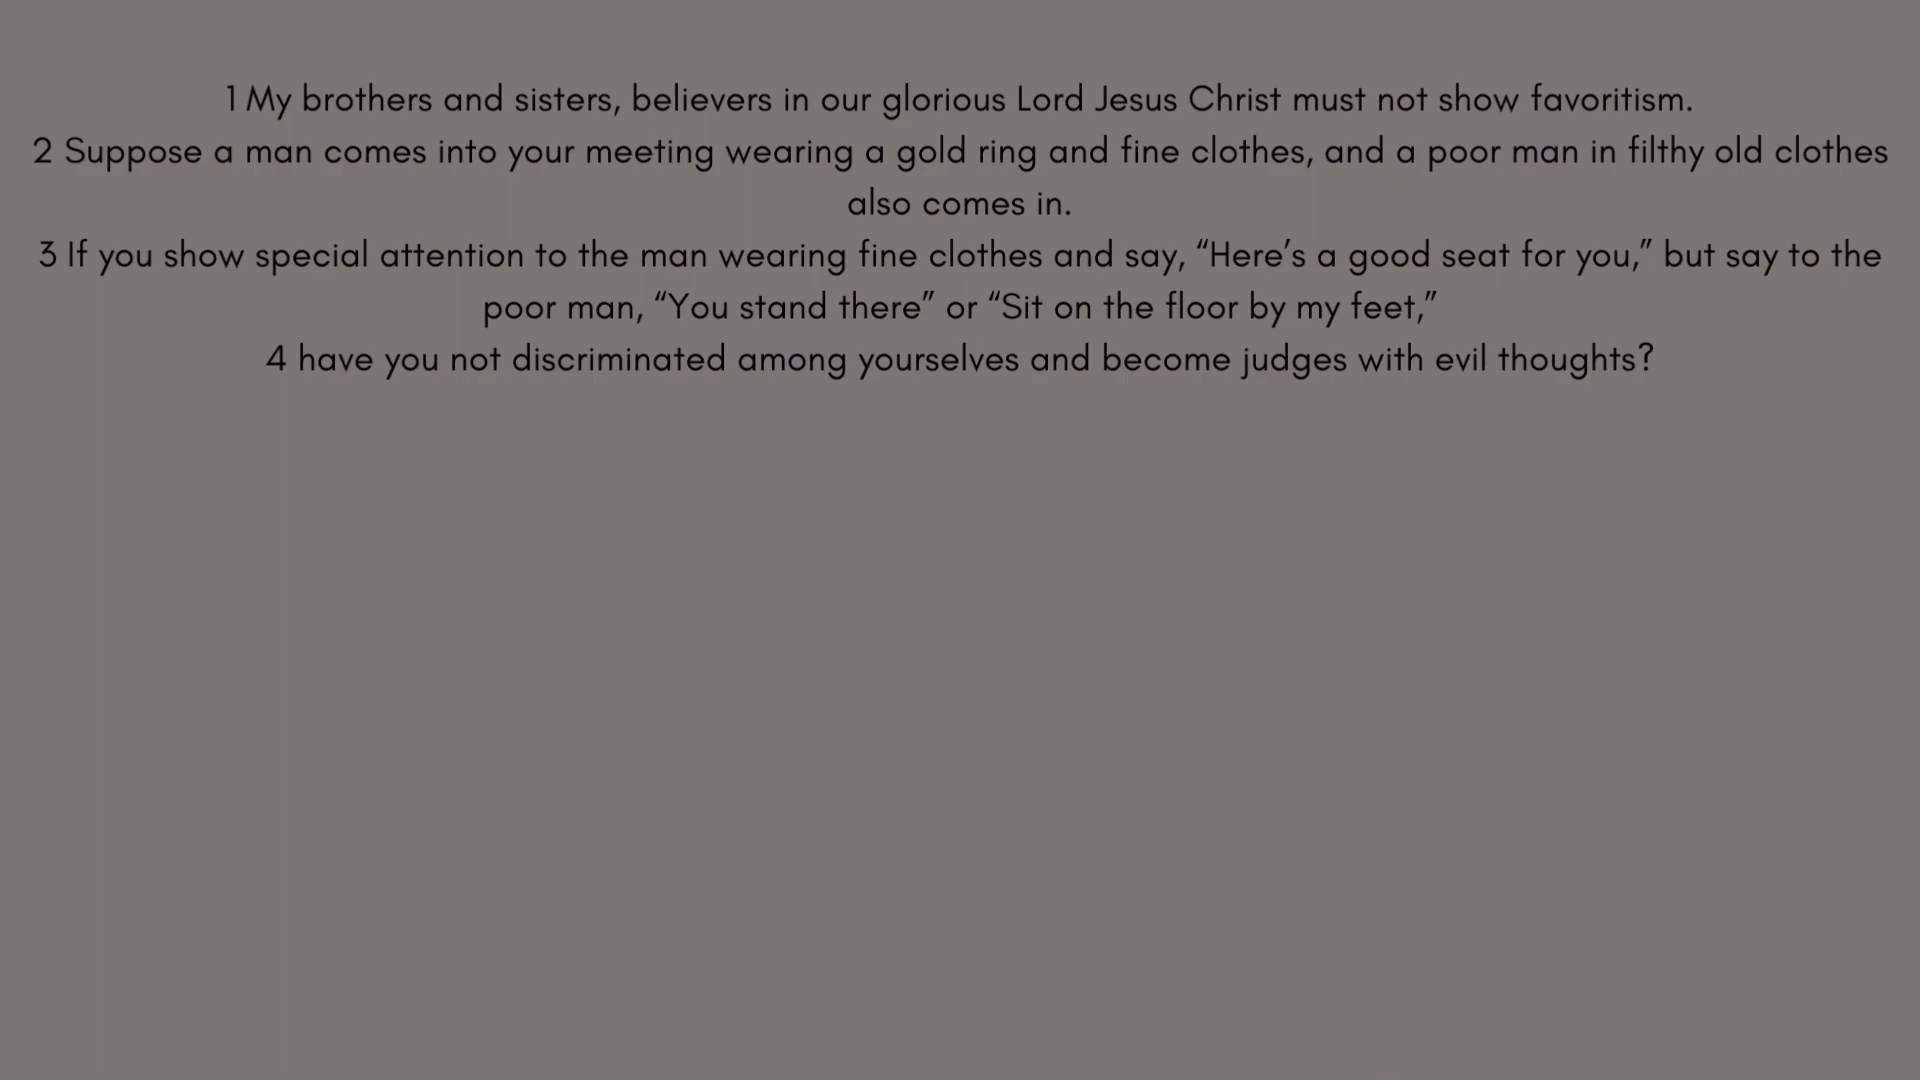 1 My brothers and sisters, believers in our glorious Lord Jesus Christ must not show favoritism.
2 Suppose a man comes into your meeting wearing a gold ring and fine clothes, and a poor man in filthy old clothes
also comes in.
3 If you show special attention to the man wearing fine clothes and say, “Here’s a good seat for you,” but say to the
poor man, “You stand there” or “Sit on the floor by my feet,”
4 have you not discriminated among yourselves and become judges with evil thoughts?